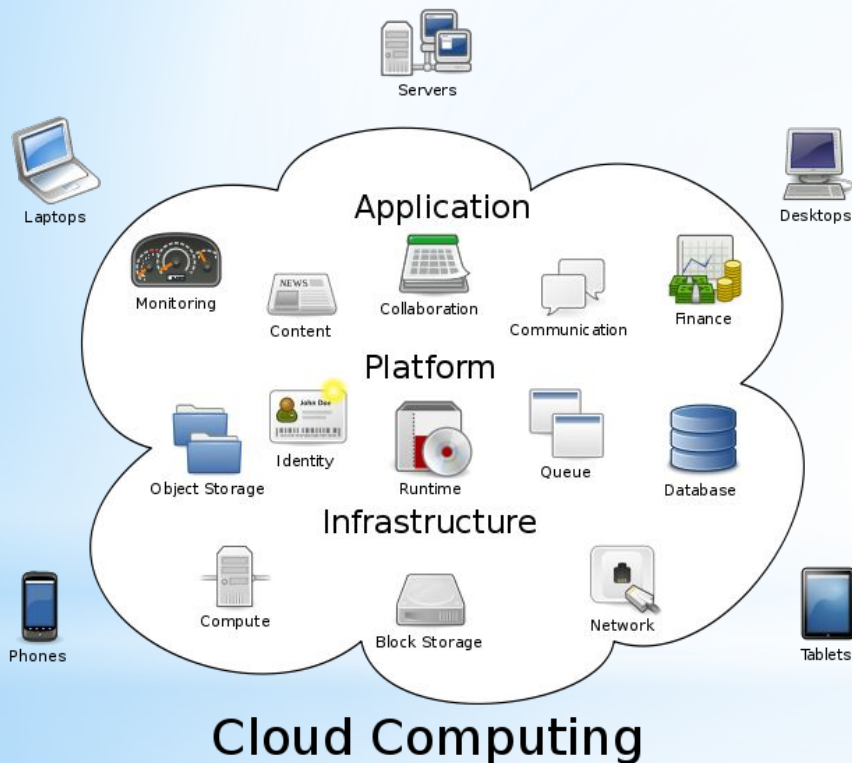 Servers
Laptops
Desktops
Application
Monitoring
NEWS
Content
Collaboration
Communication
Finance
Platform
John Doe
Object Storage
Identity
Runtime
Queue
Database
Infrastructure
Compute
Block Storage
Network
Phones
Tablets
Cloud Computing